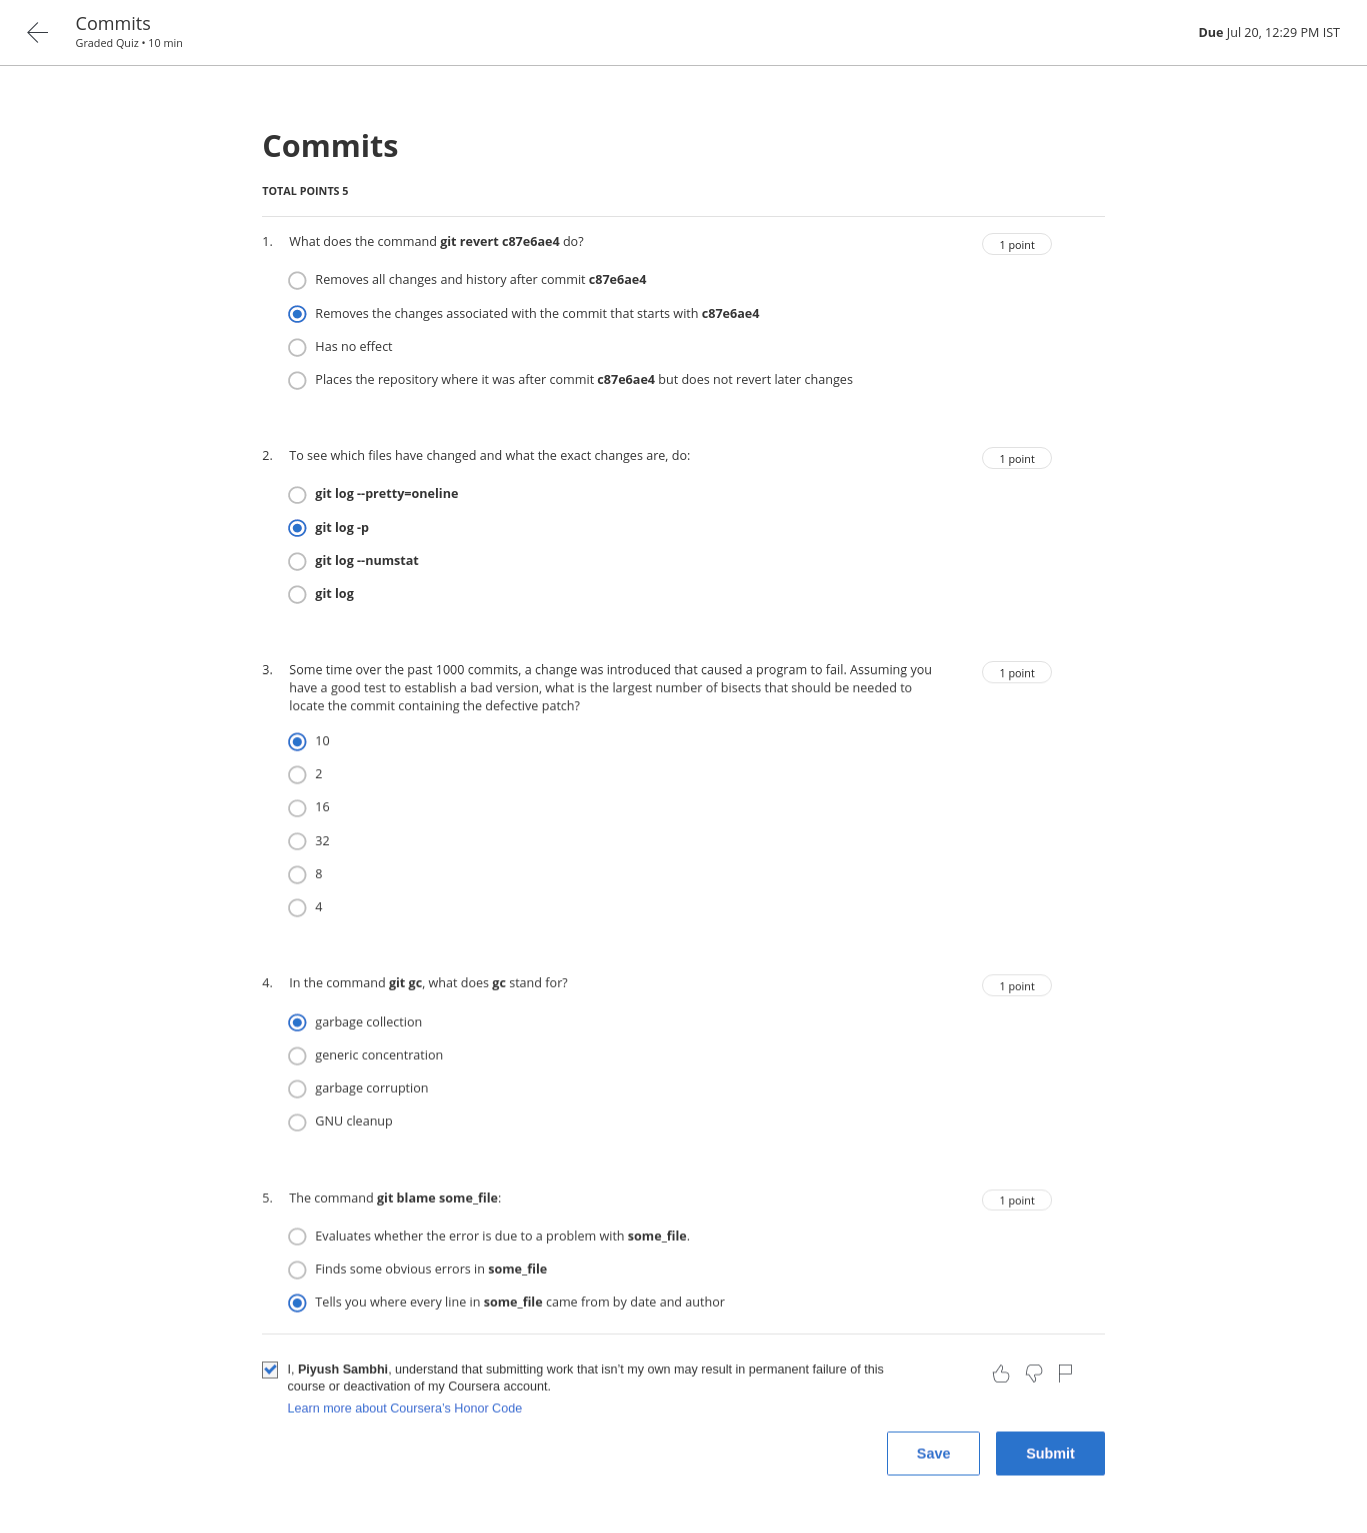 Commits
Graded Quiz • 10 min
Due Jul 20, 12:29 PM IST
Commits
TOTAL POINTS 5
1. What does the command git revert c87e6ae4 do?
1 point
Removes all changes and history after commit c87e6ae4
Removes the changes associated with the commit that starts with c87e6ae4
Has no effect
Places the repository where it was after commit c87e6ae4 but does not revert later changes
2. To see which files have changed and what the exact changes are, do:
1 point
git log --pretty=oneline
git log -p
git log --numstat
git log
3. Some time over the past 1000 commits, a change was introduced that caused a program to fail. Assuming you
have a good test to establish a bad version, what is the largest number of bisects that should be needed to
locate the commit containing the defective patch?
1 point
10
2
16
32
8
4
4. In the command git gc, what does gc stand for?
1 point
garbage collection
generic concentration
garbage corruption
GNU cleanup
5. The command git blame some_file:
1 point
Evaluates whether the error is due to a problem with some_file.
Finds some obvious errors in some_file
Tells you where every line in some_file came from by date and author
I, Piyush Sambhi, understand that submitting work that isn't my own may result in permanent failure of this
course or deactivation of my Coursera account.
Learn more about Coursera's Honor Code
Save
Submit